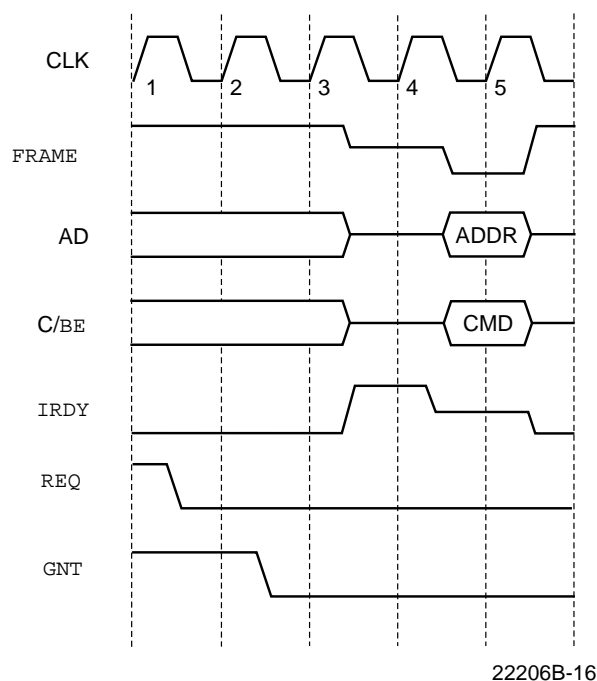 CLK
1 2 3 4 5
FRAME
AD
ADDR
C/BE
CMD
IRDY
REQ
GNT
22206B-16